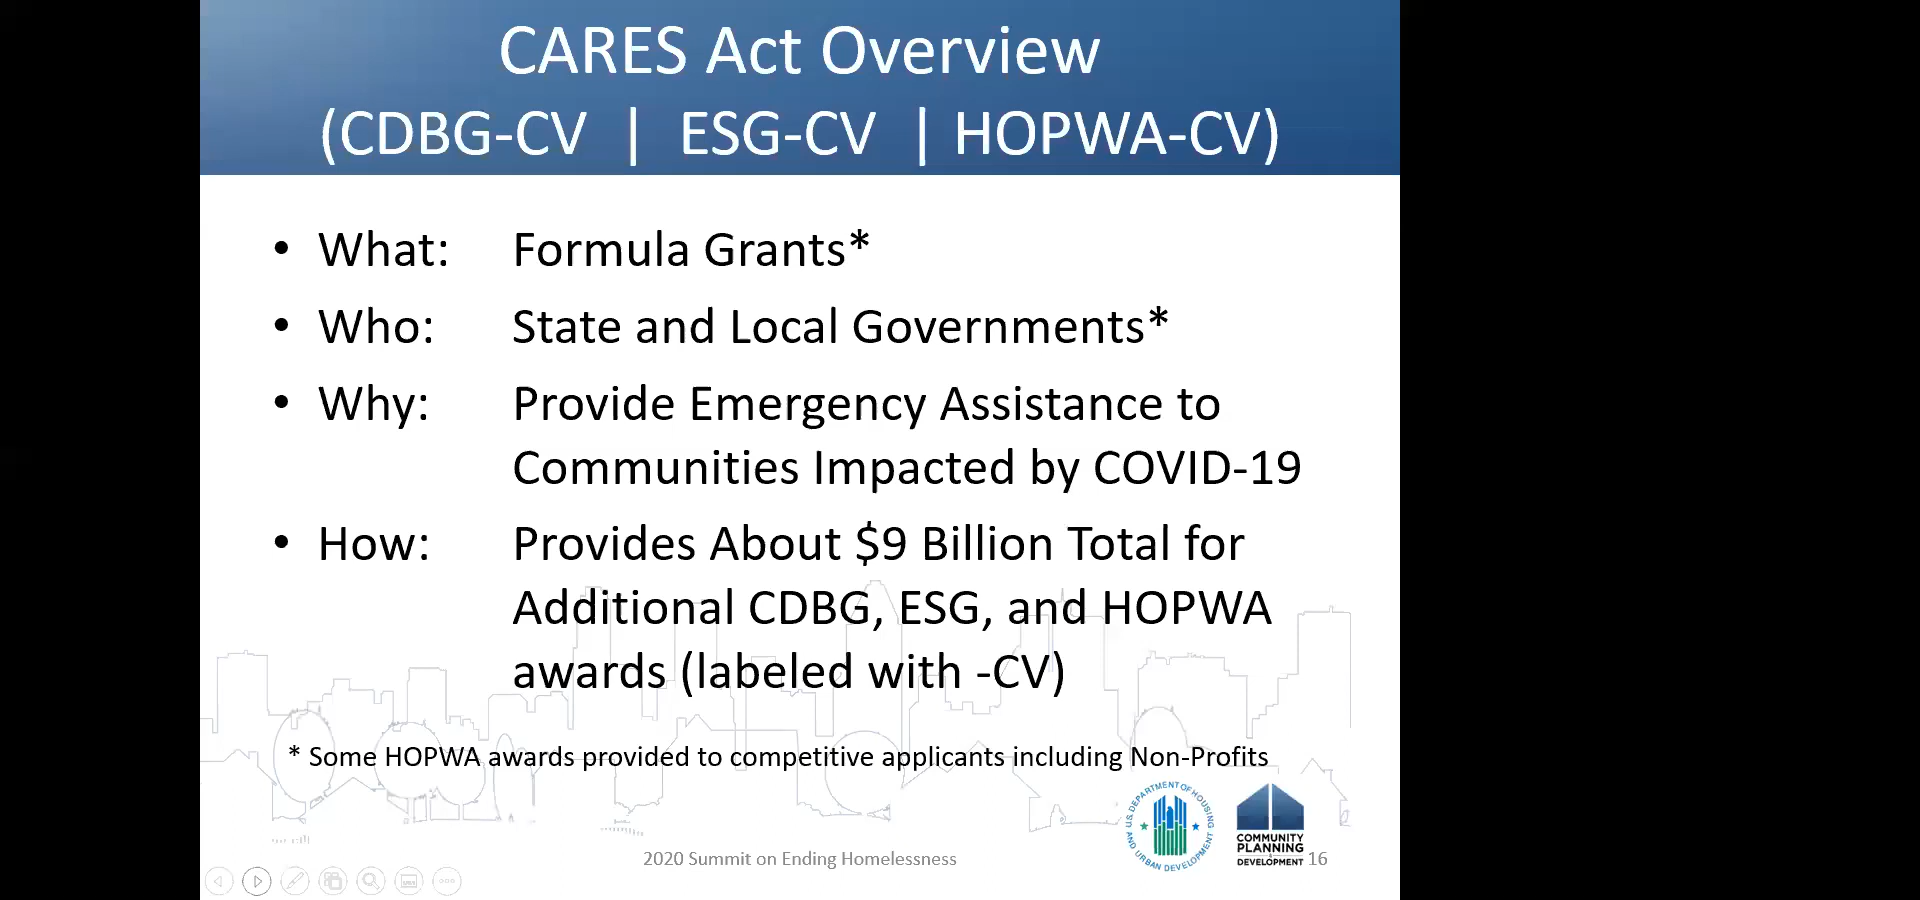 CARES Act Overview
(CDBG-CV | ESG-CV | HOPWA-CV)
• What: Formula Grants*
• Who: State and Local Governments*
• Why: Provide Emergency Assistance to
Communities Impacted by COVID-19
• How: Provides About $9 Billion Total for
Additional CDBG, ESG, and HOPWA
awards (labeled with -CV)
* Some HOPWA awards provided to competitive applicants including Non-Profits
U.S. DEPARTMENT OF HOUSING
AND URBAN DEVELOPMENT
COMMUNITY
PLANNING
& DEVELOPMENT
2020 Summit on Ending Homelessness
16